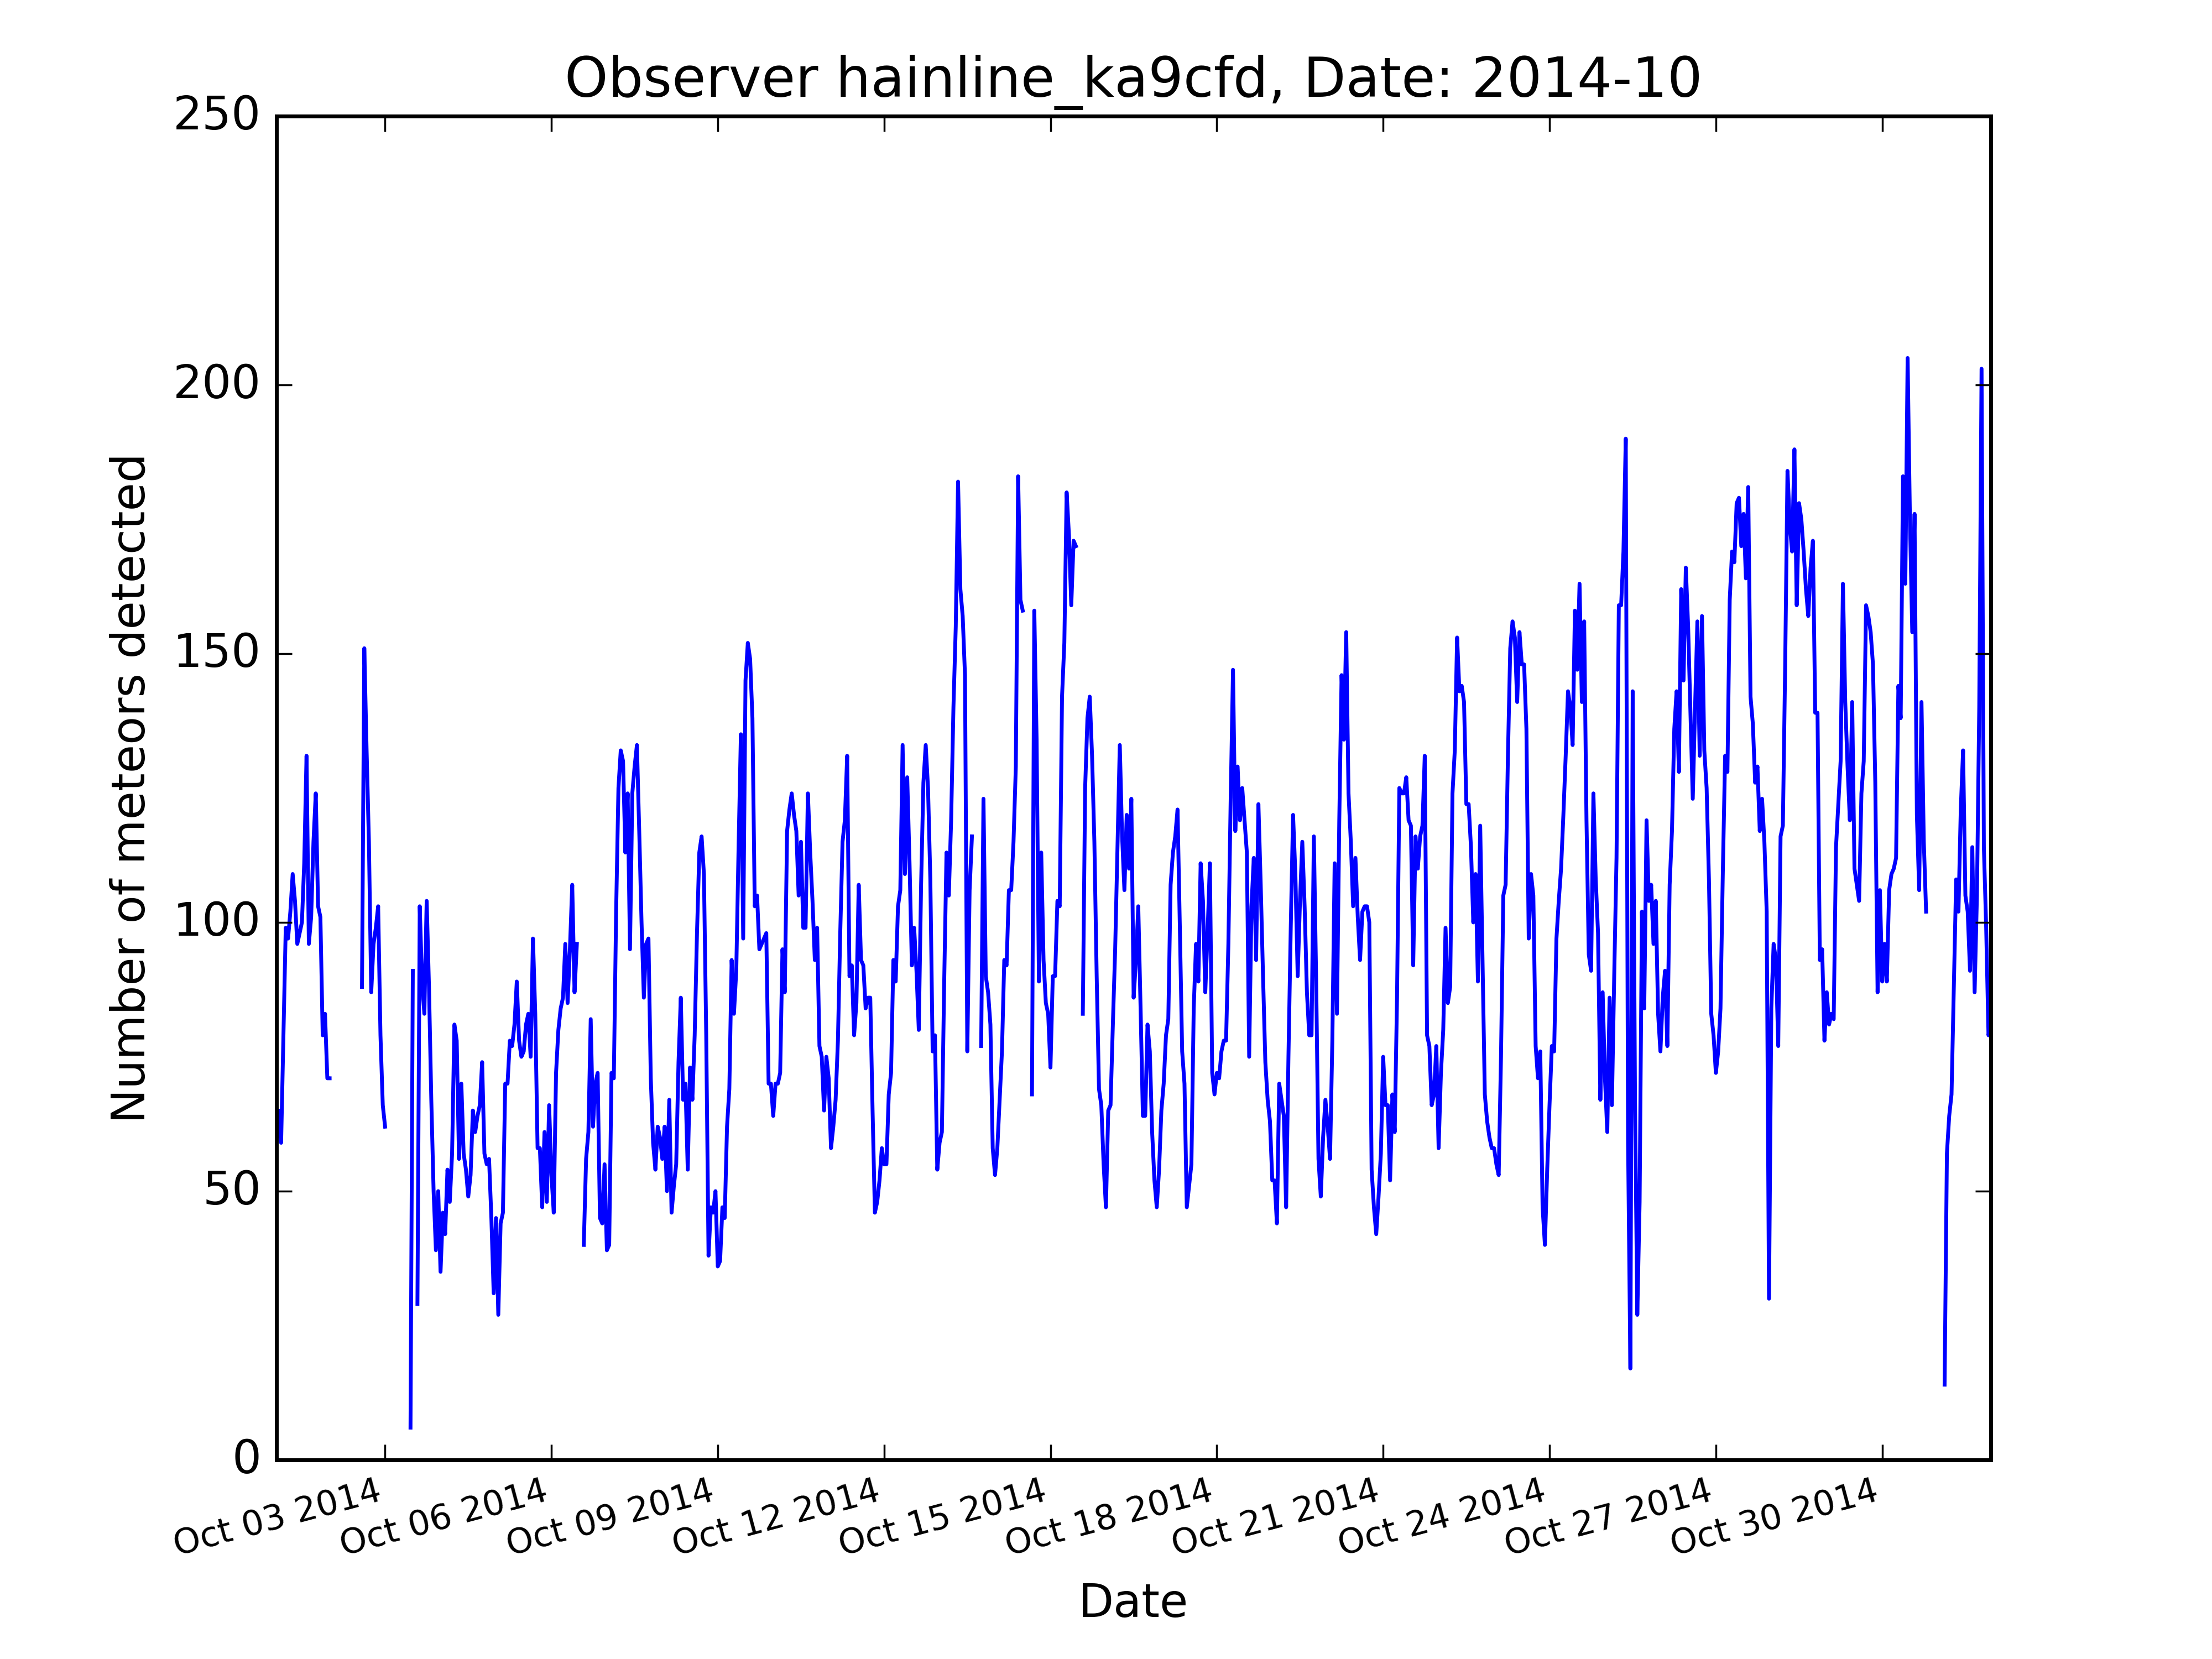 Observer hainline_ka9cfd, Date: 2014-10
250
200
150
100
50
0
Number of meteors detected
Oct 03 2014
Oct 06 2014
Oct 09 2014
Oct 12 2014
Oct 15 2014
Oct 18 2014
Oct 21 2014
Oct 24 2014
Oct 27 2014
Oct 30 2014
Date